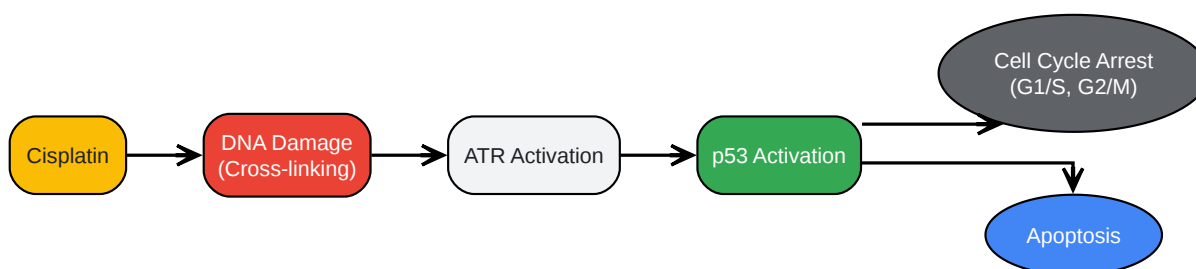 Cisplatin
DNA Damage
(Cross-linking)
ATR Activation
p53 Activation
Cell Cycle Arrest
(G1/S, G2/M)
Apoptosis